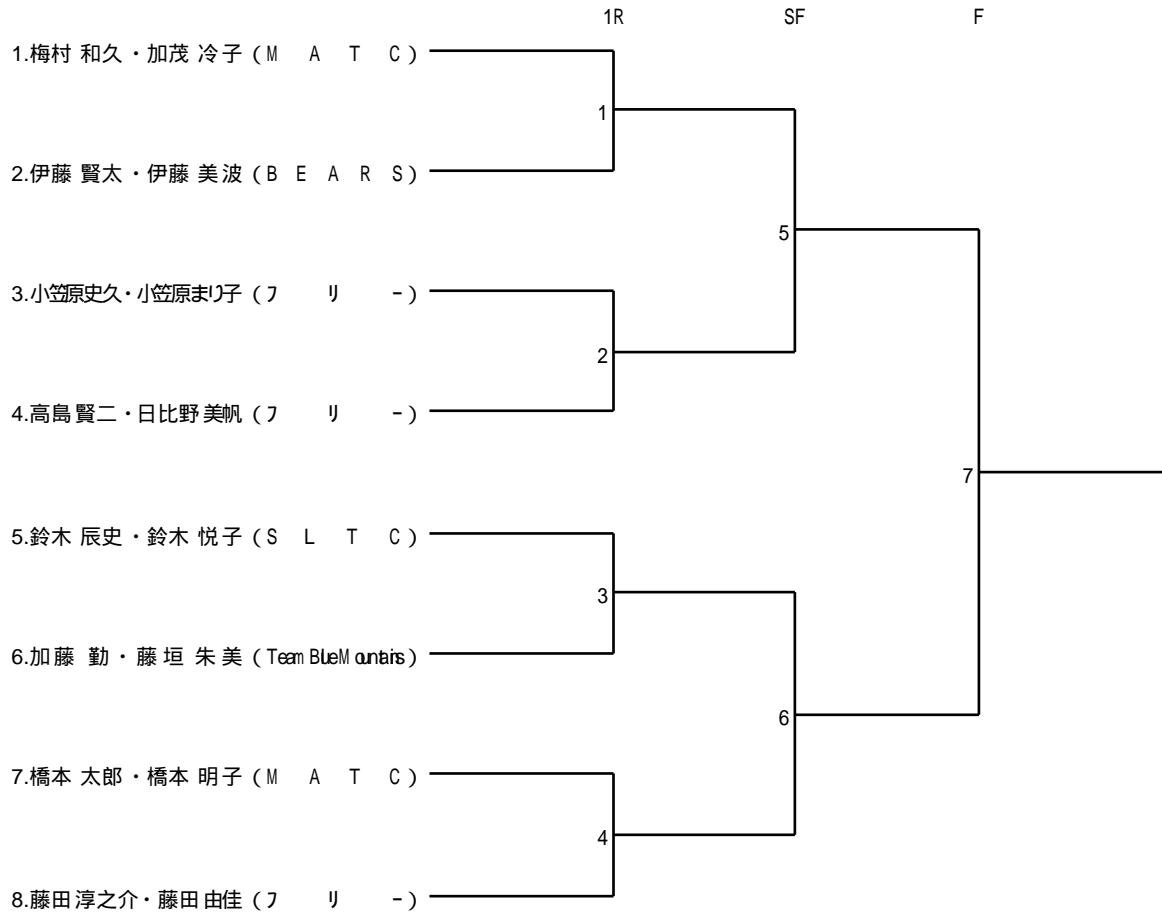 1R SF F
1.梅村 和久・加茂 冷子 (M A T C)
1
2.伊藤 賢太・伊藤 美波 (B E A R S)
5
3.小笠原史久・小笠原まり子 (フ リ ー)
2
4.高島 賢二・日比野 美帆 (フ リ ー)
7
5.鈴木 辰史・鈴木 悦子 (S L T C)
3
6.加藤 勤・藤垣 朱美 (Team BlueMountains)
6
7.橋本 太郎・橋本 明子 (M A T C)
4
8.藤田 淳之介・藤田 由佳 (フ リ ー)